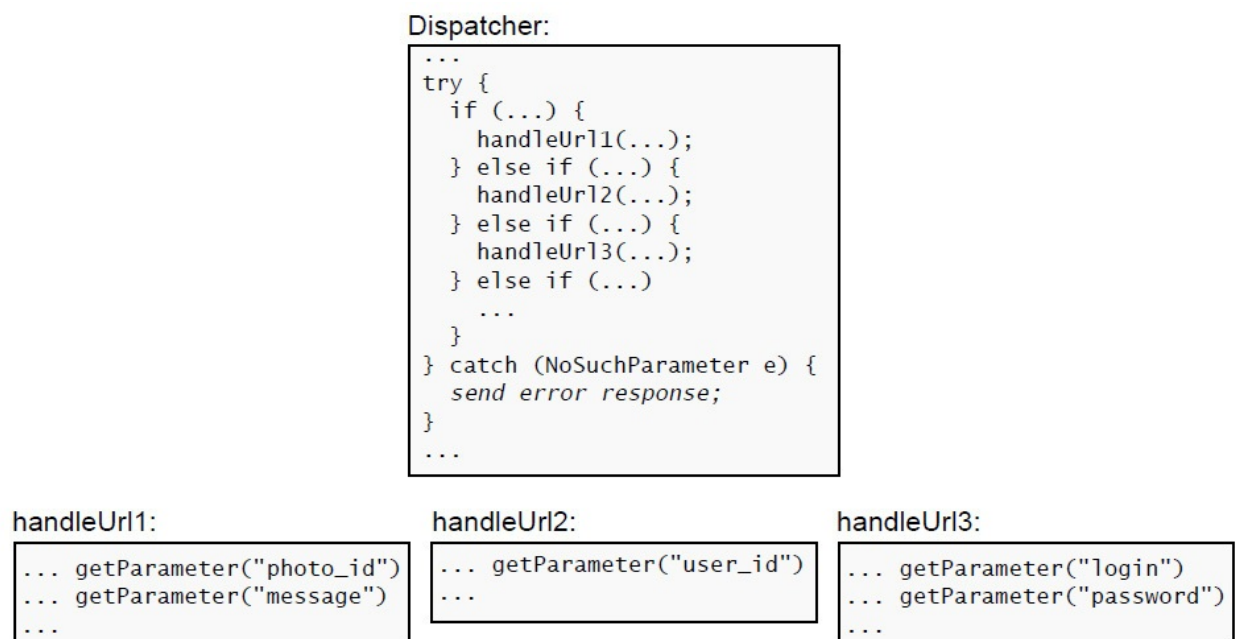 Dispatcher:
...
try {
  if (...) {
    handleUrl1(...);
  } else if (...) {
    handleUrl2(...);
  } else if (...) {
    handleUrl3(...);
  } else if (...)
    ...
  }
} catch (NoSuchParameter e) {
  send error response;
}
...
handleUrl1:
... getParameter("photo_id")
... getParameter("message")
...
handleUrl2:
... getParameter("user_id")
...
handleUrl3:
... getParameter("login")
... getParameter("password")
...